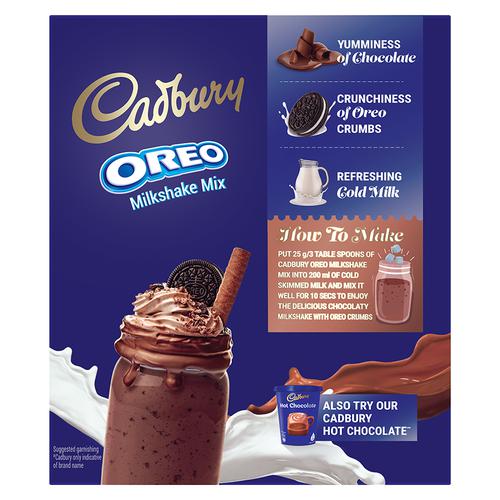 Cadbury
OREO
Milkshake Mix
YUMMINESS
of Chocolate
CRUNCHINESS
of Oreo
CRUMBS
REFRESHING
Cold Milk
How To Make
PUT 25 g/3 TABLE SPOONS OF
CADBURY OREO MILKSHAKE
MIX INTO 200 ml OF COLD
SKIMMED MILK AND MIX IT
WELL FOR 10 SECS TO ENJOY
THE DELICIOUS CHOCOLATY
MILKSHAKE WITH OREO CRUMBS
Cadbury
Hot Chocolate
ALSO TRY OUR
CADBURY
HOT CHOCOLATE™
Suggested garnishing
*Cadbury only indicative
of brand name